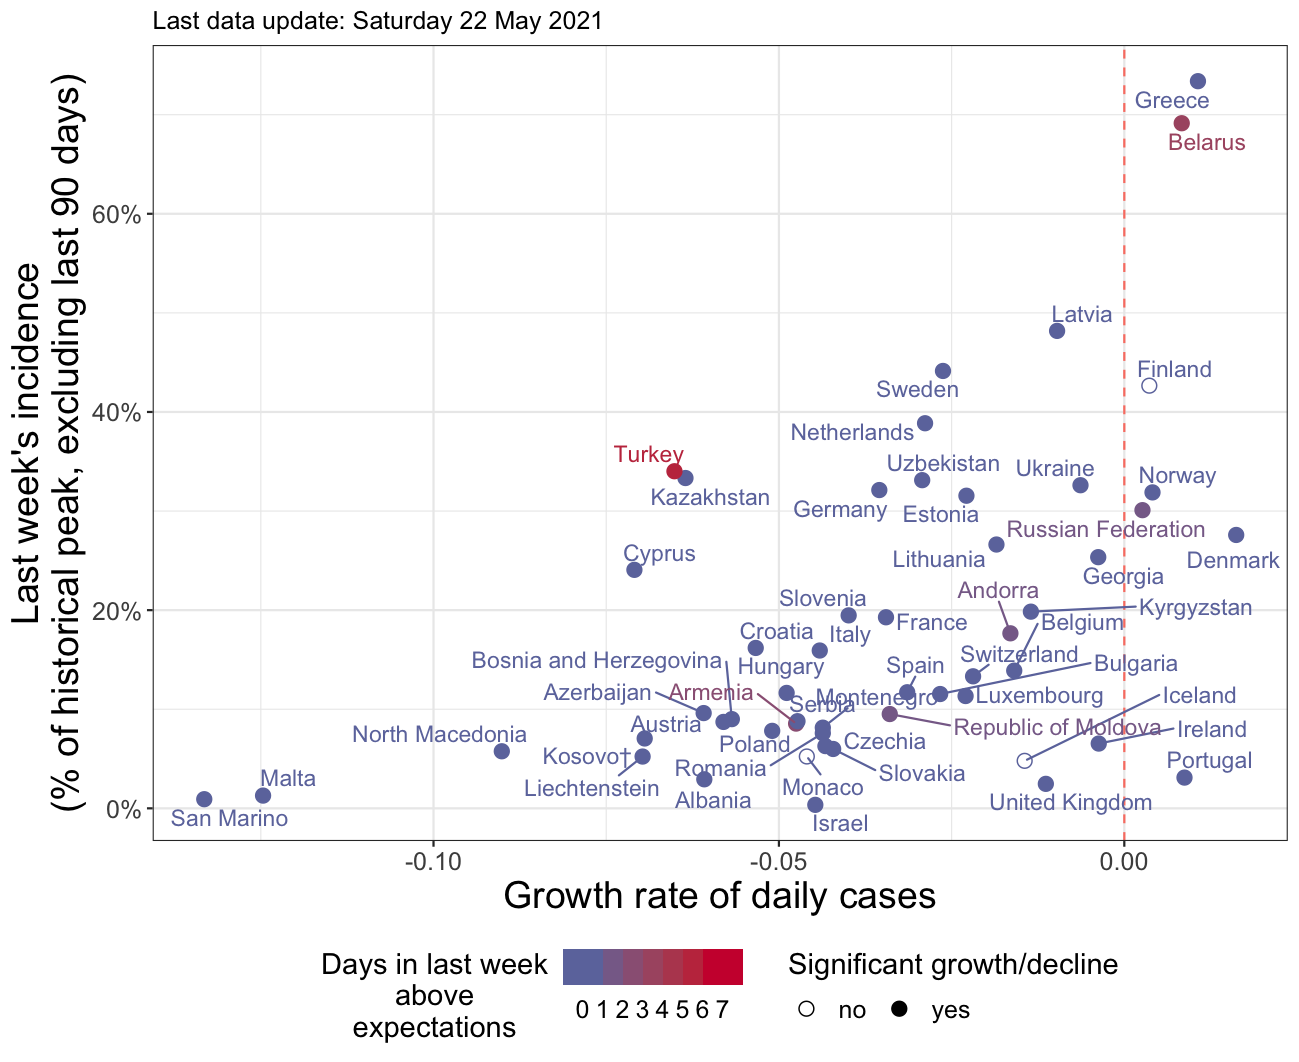 Last data update: Saturday 22 May 2021
Last week's incidence
(% of historical peak, excluding last 90 days)
60%
40%
20%
0%
Greece
Belarus
Latvia
Finland
Sweden
Netherlands
Turkey
Uzbekistan
Ukraine
Norway
Kazakhstan
Germany
Estonia
Russian Federation
Cyprus
Lithuania
Denmark
Georgia
Andorra
Slovenia
Kyrgyzstan
France
Belgium
Croatia
Italy
Bosnia and Herzegovina
Hungary
Spain
Switzerland
Bulgaria
Azerbaijan
Armenia
Montenegro
Luxembourg
Iceland
Serbia
Austria
Republic of Moldova
Ireland
North Macedonia
Poland
Czechia
Kosovo†
Romania
Slovakia
Portugal
Malta
Liechtenstein
Monaco
Albania
United Kingdom
San Marino
Israel
-0.10
-0.05
0.00
Growth rate of daily cases
Days in last week
above
expectations
0 1 2 3 4 5 6 7
Significant growth/decline
no
yes